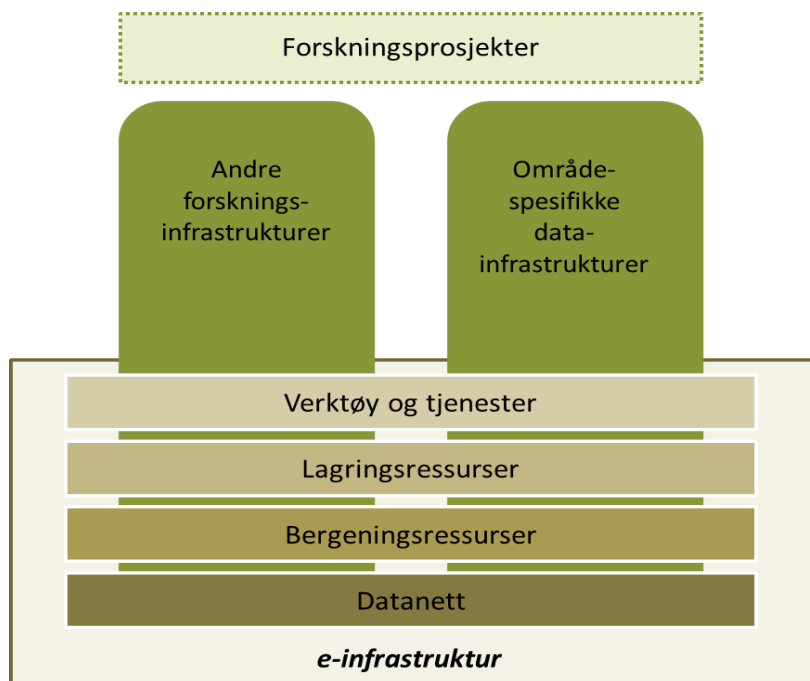 Forskningsprosjekter
Andre
forsknings-
infrastrukturer
Område-
spesifikke
data-
infrastrukturer
Verktøy og tjenester
Lagringsressurser
Bergeningsressurser
Datanett
e-infrastruktur